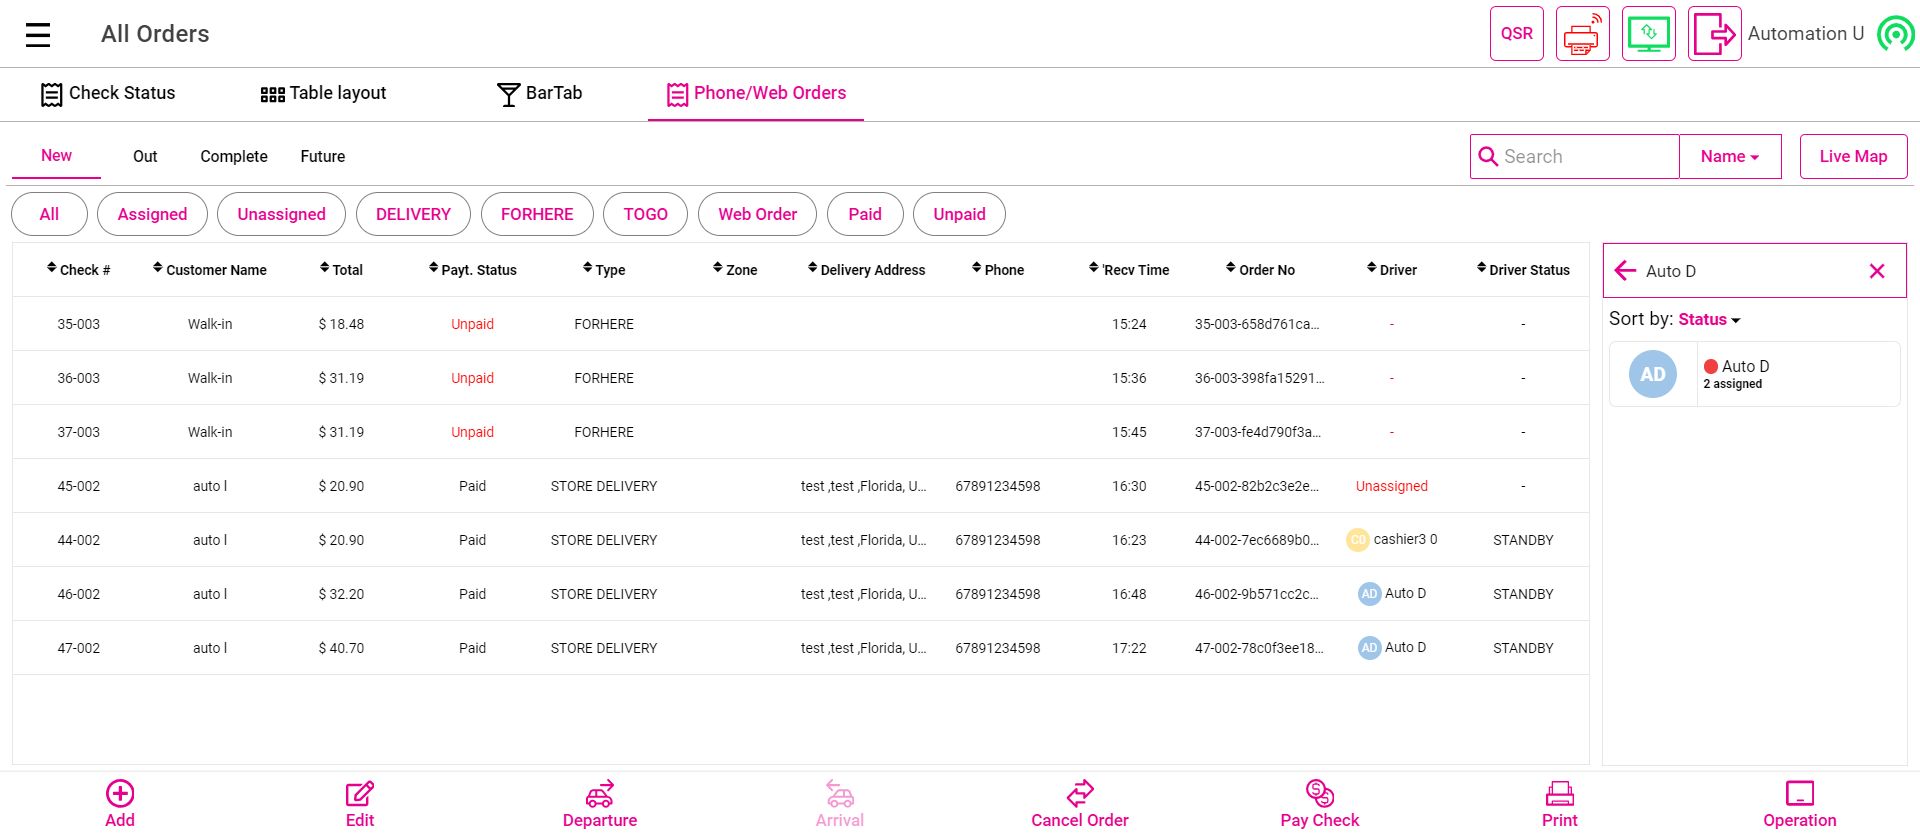 All Orders
QSR
Automation U
Check Status
Table layout
BarTab
Phone/Web Orders
New
Out
Complete
Future
Search
Name
Live Map
All
Assigned
Unassigned
DELIVERY
FORHERE
TOGO
Web Order
Paid
Unpaid
Check # Customer Name Total Payt. Status Type Zone Delivery Address Phone 'Recv Time Order No Driver Driver Status
35-003 Walk-in $ 18.48 Unpaid FORHERE 15:24 35-003-658d761ca... - -
36-003 Walk-in $ 31.19 Unpaid FORHERE 15:36 36-003-398fa15291... - -
37-003 Walk-in $ 31.19 Unpaid FORHERE 15:45 37-003-fe4d790f3a... - -
45-002 auto l $ 20.90 Paid STORE DELIVERY test ,test ,Florida, U... 67891234598 16:30 45-002-82b2c3e2e... Unassigned -
44-002 auto l $ 20.90 Paid STORE DELIVERY test ,test ,Florida, U... 67891234598 16:23 44-002-7ec6689b0... C0 cashier3 0 STANDBY
46-002 auto l $ 32.20 Paid STORE DELIVERY test ,test ,Florida, U... 67891234598 16:48 46-002-9b571cc2c... AD Auto D STANDBY
47-002 auto l $ 40.70 Paid STORE DELIVERY test ,test ,Florida, U... 67891234598 17:22 47-002-78c0f3ee18... AD Auto D STANDBY
Auto D
Sort by: Status
AD
Auto D
2 assigned
Add
Edit
Departure
Arrival
Cancel Order
Pay Check
Print
Operation